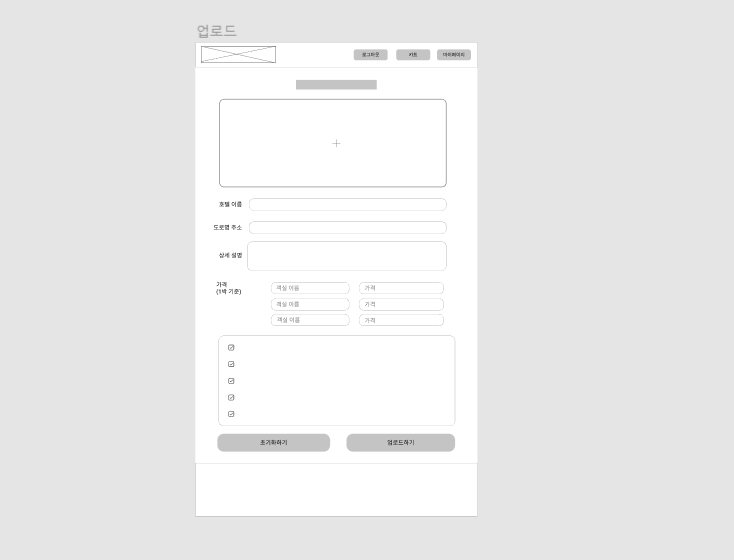 업로드
로그아웃
카트
마이페이지
호텔 이름
도로명 주소
상세 설명
가격
(1박 기준)
객실 이름
가격
객실 이름
가격
객실 이름
가격
초기화하기
업로드하기